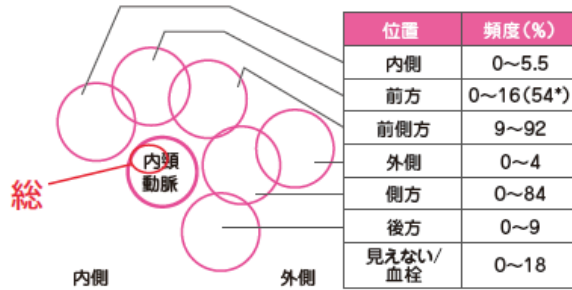 位置 頻度(%)
内側 0～5.5
前方 0～16(54*)
前側方 9～92
外側 0～4
側方 0～84
後方 0～9
見えない/
血栓 0～18
内頸
動脈
総
内側 外側